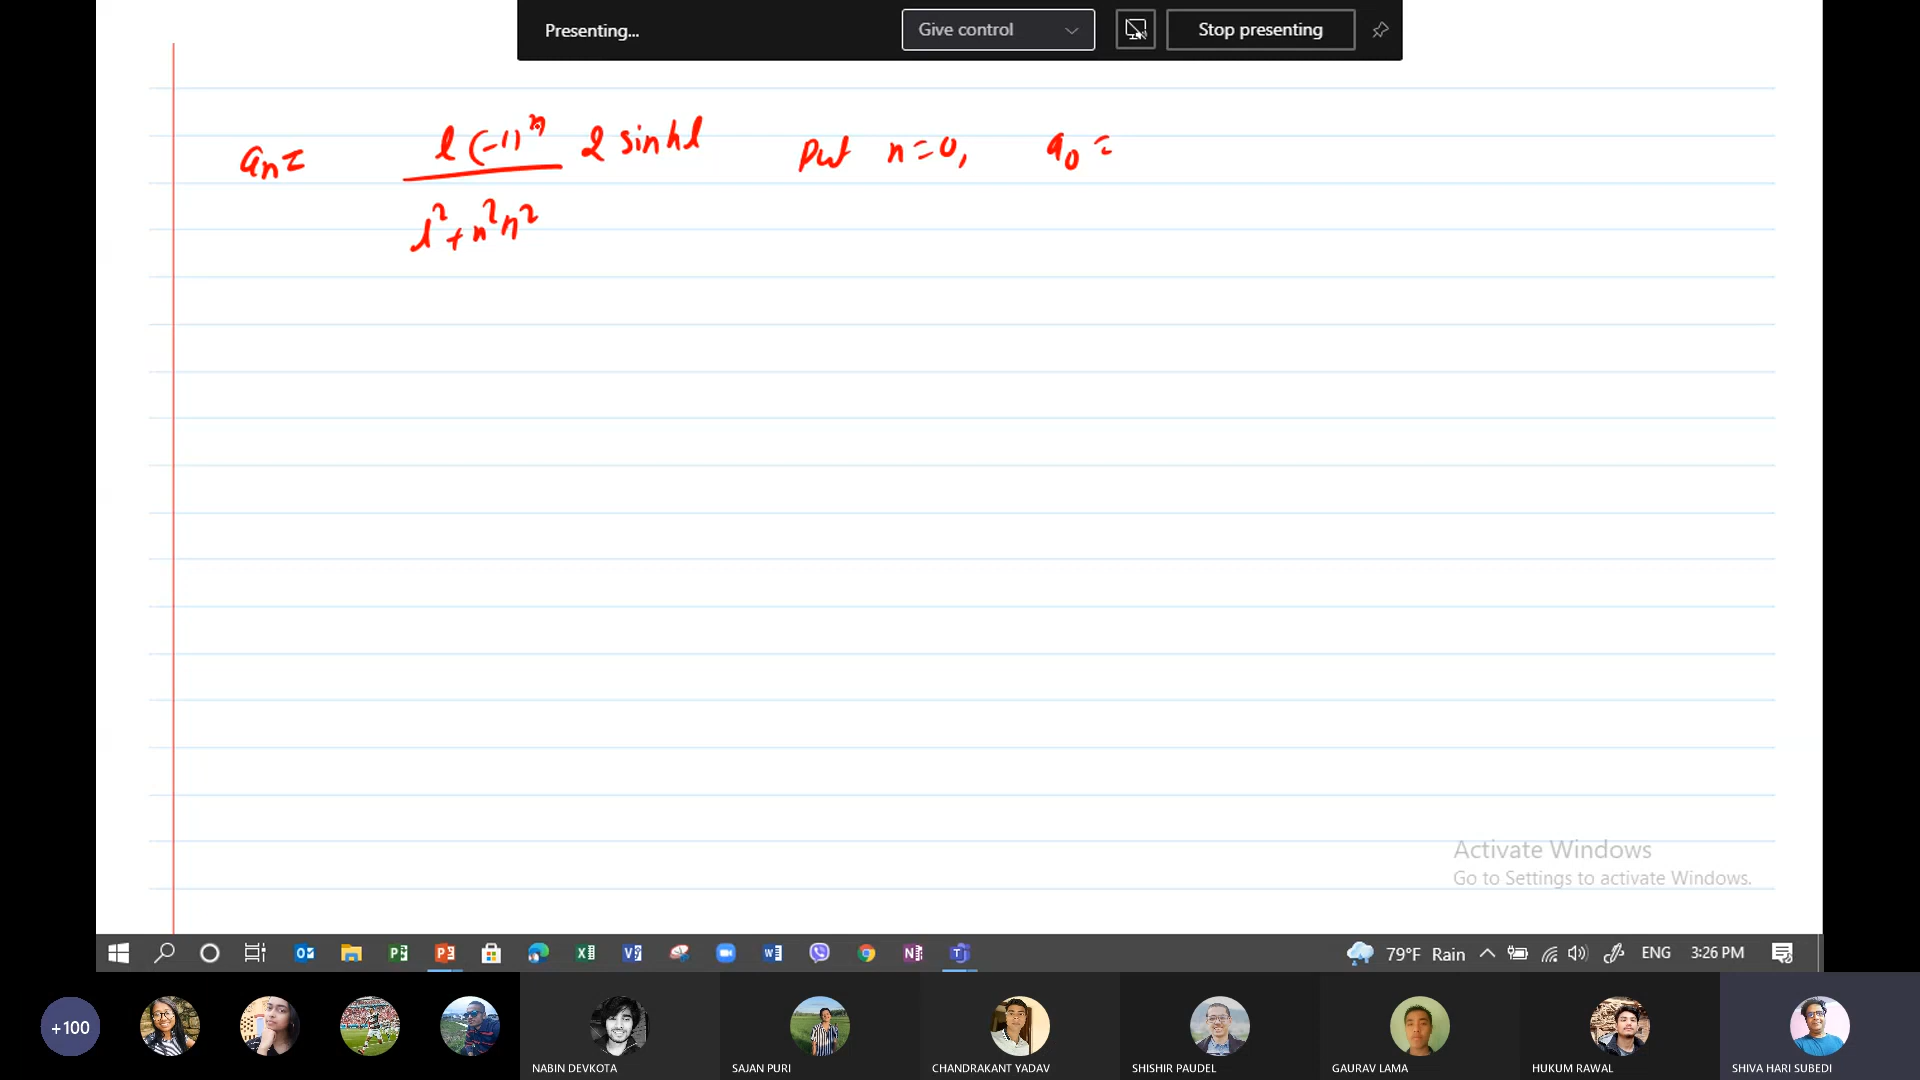 Presenting...
Give control
Stop presenting
aₙ = l(-1)ⁿ / (l² + n²π²) 2 sinhl   Put n=0,   a₀ =
Activate Windows
Go to Settings to activate Windows.
79°F Rain ENG 3:26 PM
+100
NABIN DEVKOTA SAJAN PURI CHANDRAKANT YADAV SHISHIR PAUDEL GAURAV LAMA HUKUM RAWAL SHIVA HARI SUBEDI